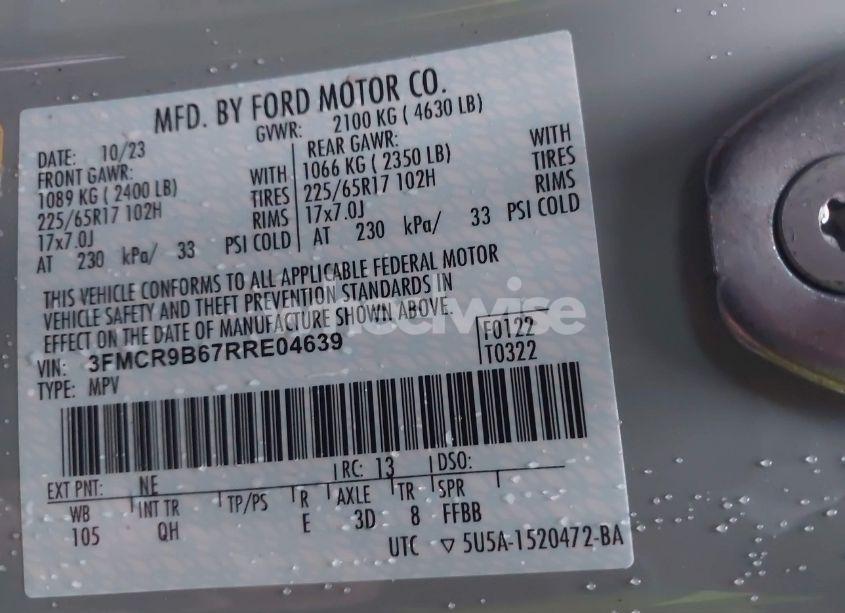 MFD. BY FORD MOTOR CO.
DATE: 10/23 GVWR: 2100 KG ( 4630 LB)
FRONT GAWR: REAR GAWR:
1089 KG ( 2400 LB) WITH 1066 KG ( 2350 LB) WITH
225/65R17 102H TIRES 225/65R17 102H TIRES
17x7.0J RIMS 17x7.0J RIMS
AT 230 kPa/ 33 PSI COLD AT 230 kPa/ 33 PSI COLD
THIS VEHICLE CONFORMS TO ALL APPLICABLE FEDERAL MOTOR
VEHICLE SAFETY AND THEFT PREVENTION STANDARDS IN
EFFECT ON THE DATE OF MANUFACTURE SHOWN ABOVE.
VIN: 3FMCR9B67RRE04639 F0122
TYPE: MPV T0322
EXT PNT: NE RC: 13 DSO:
WB INT TR TP/PS R AXLE TR SPR
105 QH E 3D 8 FFBB
UTC ▽ 5U5A-1520472-BA